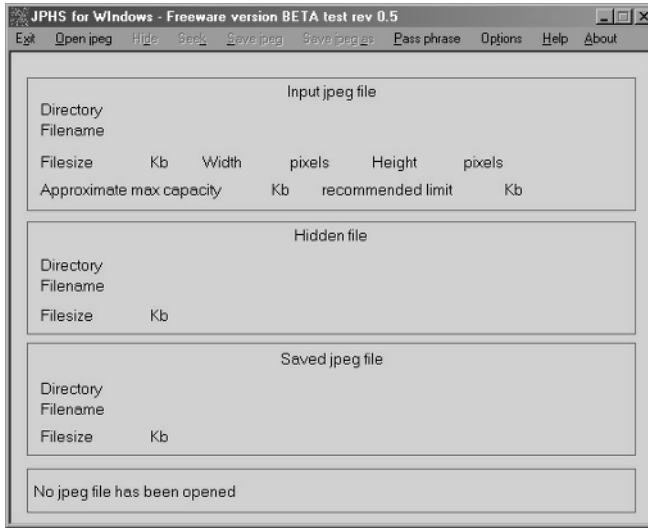 JPHS for WIndows - Freeware version BETA test rev 0.5
Exit Open jpeg Hide Seek Save jpeg Save jpeg as Pass phrase Options Help About
Input jpeg file
Directory
Filename
Filesize Kb Width pixels Height pixels
Approximate max capacity Kb recommended limit Kb
Hidden file
Directory
Filename
Filesize Kb
Saved jpeg file
Directory
Filename
Filesize Kb
No jpeg file has been opened